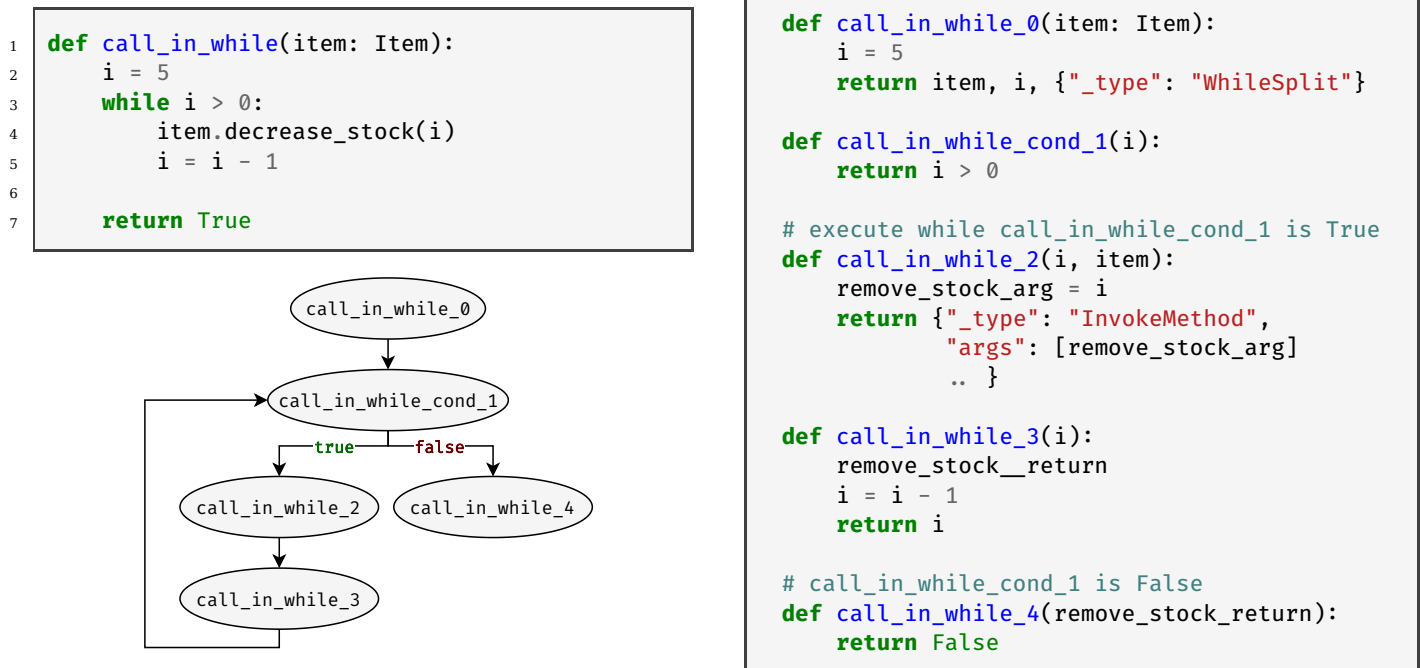 1 def call_in_while(item: Item):
2     i = 5
3     while i > 0:
4         item.decrease_stock(i)
5         i = i - 1
6
7     return True
call_in_while_0
call_in_while_cond_1
true false
call_in_while_2 call_in_while_4
call_in_while_3
def call_in_while_0(item: Item):
    i = 5
    return item, i, {"_type": "WhileSplit"}
def call_in_while_cond_1(i):
    return i > 0
# execute while call_in_while_cond_1 is True
def call_in_while_2(i, item):
    remove_stock_arg = i
    return {"_type": "InvokeMethod",
            "args": [remove_stock_arg]
            .. }
def call_in_while_3(i):
    remove_stock__return
    i = i - 1
    return i
# call_in_while_cond_1 is False
def call_in_while_4(remove_stock_return):
    return False